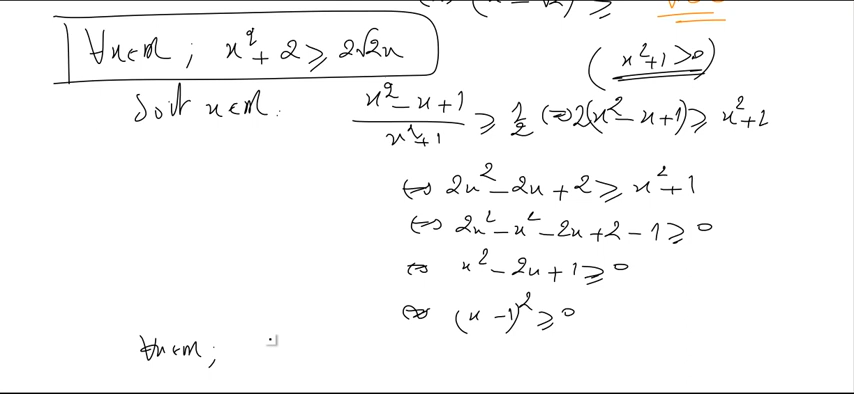 ∀x∈ℝ ; x² + 2 ≥ 2√2x
(x²+1 > 0)
Soit x∈ℝ. (x² - x + 1)/(x² + 1) ≥ 1/2 ⇔ 2(x² - x + 1) ≥ x² + 1
⇔ 2x² - 2x + 2 ≥ x² + 1
⇔ 2x² - x² - 2x + 2 - 1 ≥ 0
⇔ x² - 2x + 1 ≥ 0
⇔ (x - 1)² ≥ 0
∀x∈ℝ ;